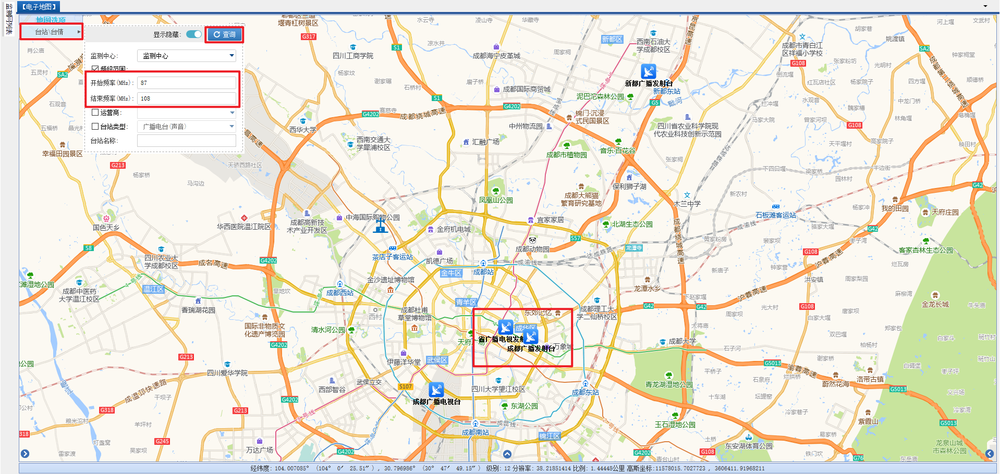 【电子地图】
监测网列表
地图选项
台站\台情
显示隐藏:
查询
监测中心:
监测中心
频段范围:
开始频率(MHz):
87
结束频率(MHz):
108
运营商:
台站类型:
广播电台(声音)
台站名称:
堰青杠树景区
G317
水云寺
凌山寺
华藏寺
京昆高速
新都区
西南石油大
学成都校区
胡家巷
河上堰
文武村
姚渡镇
成都市青白江
区祥福小学校
肖公庙
四川工商学院
S1
凉水井
成都海宁皮革城
周家祠
SA2
钟家祠堂
G108
周家坊
光明村
五灵村
SA2
杨家坟
新都广播发射台
新都东站
倒流堰
成都第二绕城高速
谢家碾
磨子桥
石桥村
成都国际商贸城
泥巴沱森林公园
红瓦店社区
杨家院子
四方堰
顺德桥
石观音
S1
G4202
赛慈寺
成都绕城高速
G4202
锦门·沉浸
式民国景区
G5
毗河
水观音
拦冲堰
中龙门桥
魏家槽
林角堰
皂角堰
五福桥
晶光村
西华大学
中州物流园
四川省农业科学院现
代农业科技创新示范园
马家大院
曾家河坝
G108
幸福田园景区
西南交通大
学犀浦校区
汇融广场
成都市植物园
音乐·百花谷
天平堰村
高家院子
秧田村
G213
天骄西路社区
张家祠
杨家桥
马沟边
下四回堰
梁家桥
半边街
园林村
G42
凤凰山公园
成都大熊猫
繁育研究基地
保利狮子湖
木兰中学
新农村
国色天乡
华西医院温江院区
成都高新技
术产业开发区
中海国际购物公园
金府机电城
宜家家居
北湖生态公园
石板滩客运站
杨家冲
我的田园
天府庄园
骆家大堰
G42
成渝线
S8
四川农业大
学成都校区
成名高速
G4202
茶店子客运站
凯德广场
成都动物园
S57
达成铁路
龙潭寺
成都绕城高速
黄家粉房
裴家坝
枣子湾
客家杏林生态公园
G108
沪蓉高速
金牛区
成都站
成渝线
新庙子
钟家营
烂瓦房
滩湿地公园
成都中医药
大学温江校区
4号线
温江区
金沙遗址博物馆
成都西站
龙潭水乡
洪安镇
周家梨园
旱地坎
4号线
香瑞湖花园
青羊区
西村
成都杜甫
草堂博物馆
东郊记忆
成都理工大
学二仙桥校区
G42
下赵家堰
G42
沪蓉高速
周家坝
光大村
G108
麻柳湾
金龙长城
牛头庙
唐家坝
白家大堰
国际非物质文
化遗产博览园
G4202
清水河公园
天府广场
成华区
省广播电视发射
成都广播发射台
万象城
大将庙
成都大学
石子河
双巴堰
郑家包
柏杨村
白家斗
斑竹村
G213
四川爱华学院
伊藤洋华堂
武侯区
G5013
渝蓉高速
谢家桥
白碉堰
斑竹山
枣子坪
洛带古镇
岷江
成温邛快速路
西部智谷
武侯立交
S107
成都广播电视台
四川大学望江校区
成都东站
青龙湖湿地公园
平桥子
石泉府
烂拱桥
蔚然花海
G5013
义兴场
干坝子
G4202
G213
东湖公园
十车湖
坛罐窑
冷家湾
G318
粮米沱村
羊坪村
3号线
成昆线
成都南站
2号线
玉石湿地公园
冷家巷子
紫霞山
G5013
318
灯盏窝
G245
锦江区
土桥
易家桥
雷家渡
吴家坝
万达广场
G4202
G4202
青台山村
G108
东安湖体育公园
铁门坎
G76
东岳庙
龙泉山城
市森林公园
经纬度: 104.007085° (104° 0′ 25.51″), 30.796986° (30° 47′ 49.15″) 级别: 12 分辨率: 38.21851414 比例: 1.44448公里 高斯坐标:11578015.7027723 , 3606411.91968211